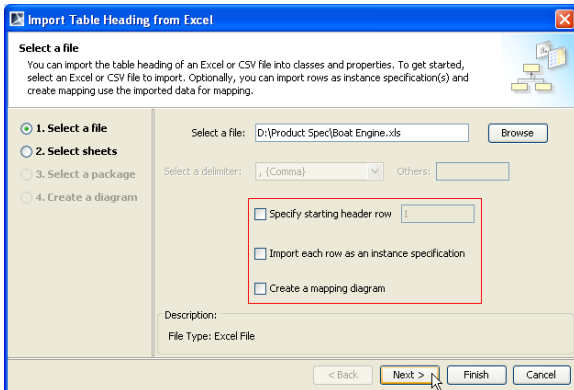 Import Table Heading from Excel
Select a file
You can import the table heading of an Excel or CSV file into classes and properties. To get started,
select an Excel or CSV file to import. Optionally, you can import rows as instance specification(s) and
create mapping use the imported data for mapping.
1. Select a file
2. Select sheets
3. Select a package
4. Create a diagram
Select a file: D:\Product Spec\Boat Engine.xls Browse
Select a delimiter: , {Comma} Others:
Specify starting header row 1
Import each row as an instance specification
Create a mapping diagram
Description:
File Type: Excel File
< Back Next > Finish Cancel